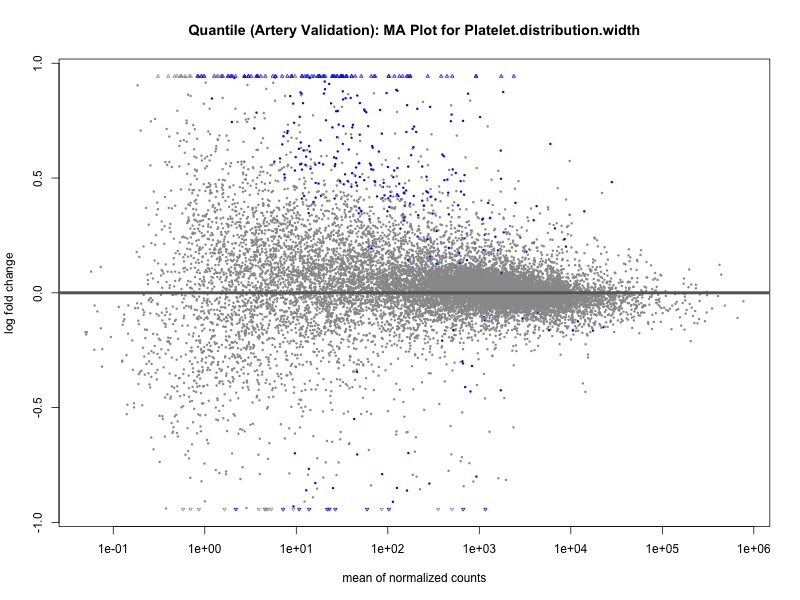 Quantile (Artery Validation): MA Plot for Platelet.distribution.width
log fold change
1.0
0.5
0.0
-0.5
-1.0
1e-01 1e+00 1e+01 1e+02 1e+03 1e+04 1e+05 1e+06
mean of normalized counts